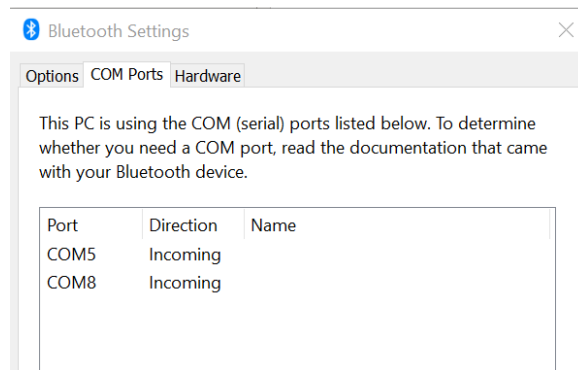 Bluetooth Settings
Options COM Ports Hardware
This PC is using the COM (serial) ports listed below. To determine
whether you need a COM port, read the documentation that came
with your Bluetooth device.
Port Direction Name
COM5 Incoming
COM8 Incoming